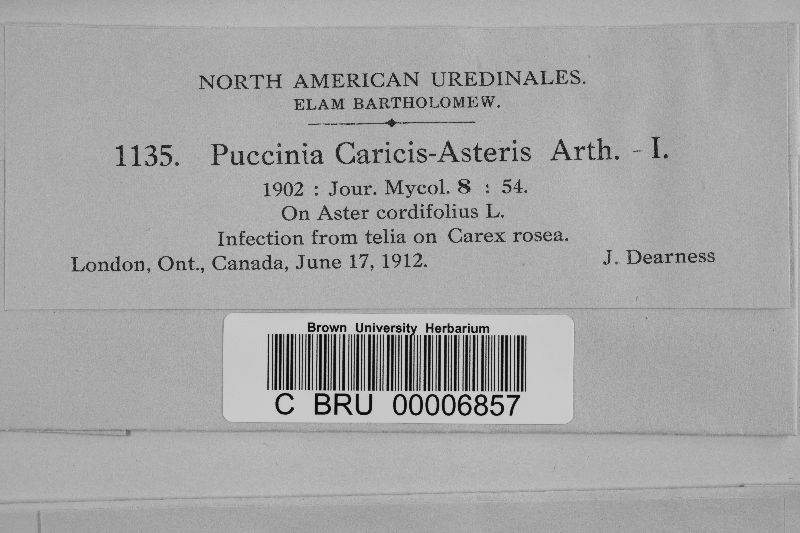 NORTH AMERICAN UREDINALES.
ELAM BARTHOLOMEW.
1135. Puccinia Caricis-Asteris Arth. - I.
1902 : Jour. Mycol. 8 : 54.
On Aster cordifolius L.
Infection from telia on Carex rosea.
London, Ont., Canada, June 17, 1912. J. Dearness
Brown University Herbarium
C BRU 00006857